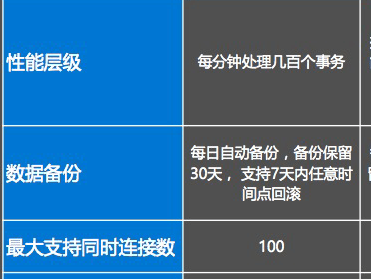 性能层级
每分钟处理几百个事务
数据备份
每日自动备份，备份保留
30天， 支持7天内任意时
间点回滚
最大支持同时连接数
100